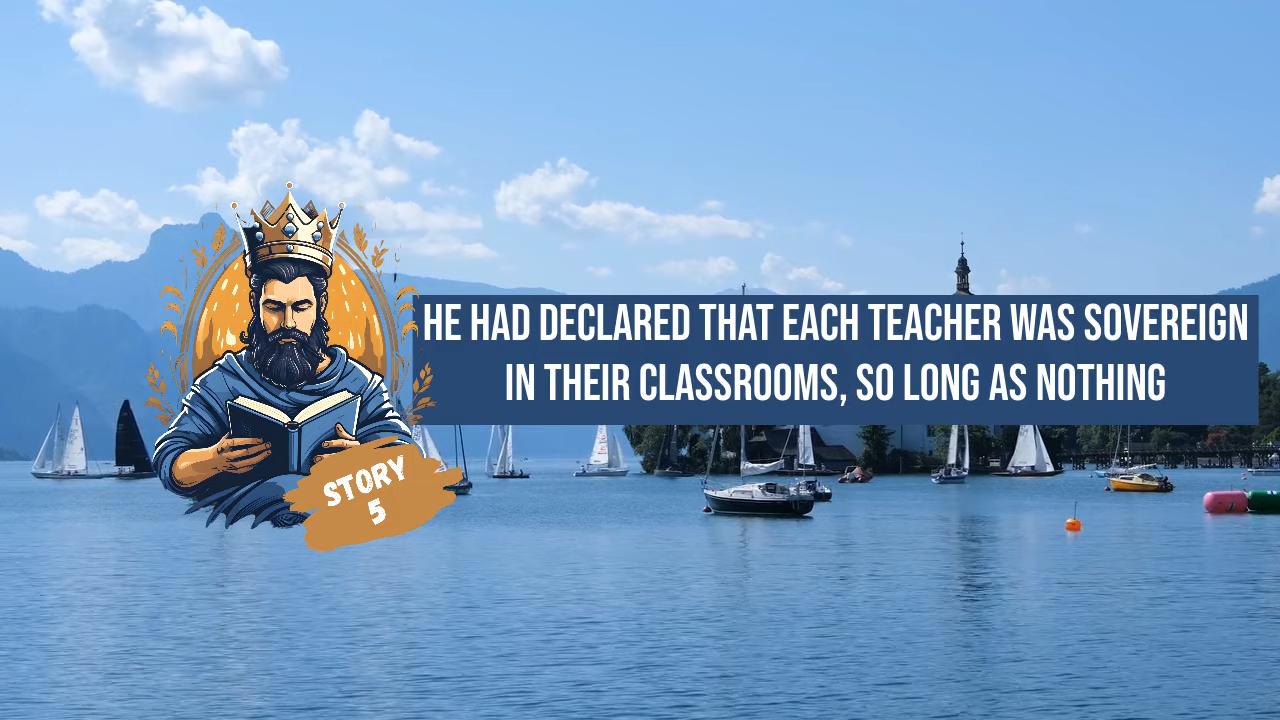 HE HAD DECLARED THAT EACH TEACHER WAS SOVEREIGN
IN THEIR CLASSROOMS, SO LONG AS NOTHING
STORY
5